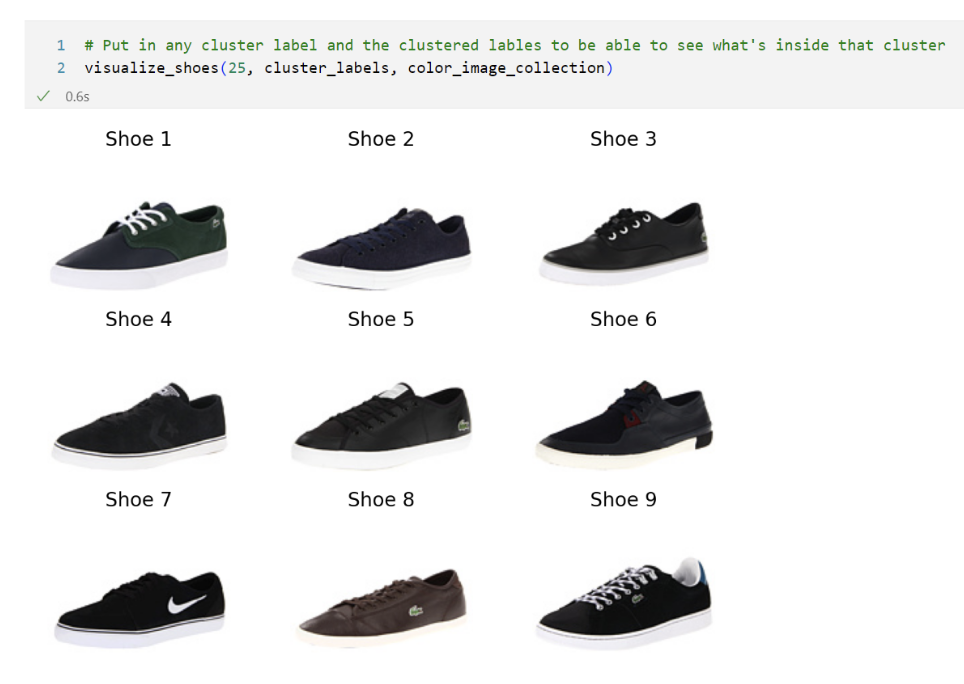 1 # Put in any cluster label and the clustered lables to be able to see what's inside that cluster
2 visualize_shoes(25, cluster_labels, color_image_collection)
0.6s
Shoe 1 Shoe 2 Shoe 3
Shoe 4 Shoe 5 Shoe 6
Shoe 7 Shoe 8 Shoe 9